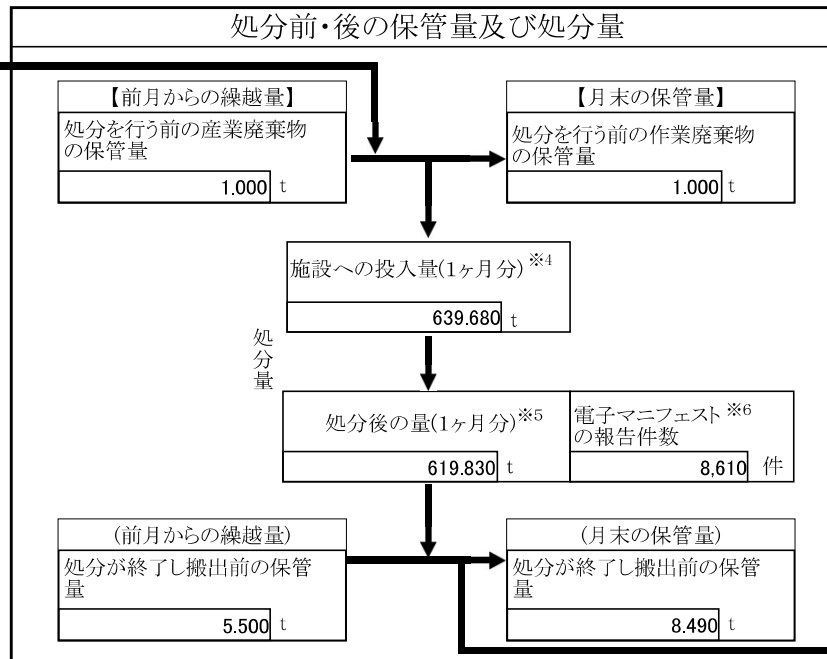 処分前・後の保管量及び処分量
【前月からの繰越量】
処分を行う前の産業廃棄物
の保管量
1.000 t
【月末の保管量】
処分を行う前の作業廃棄物
の保管量
1.000 t
施設への投入量(1ヶ月分)※4
639.680 t
処分量
処分後の量(1ヶ月分)※5
619.830 t
電子マニフェスト※6
の報告件数
8,610 件
(前月からの繰越量)
処分が終了し搬出前の保管
量
5.500 t
(月末の保管量)
処分が終了し搬出前の保管
量
8.490 t